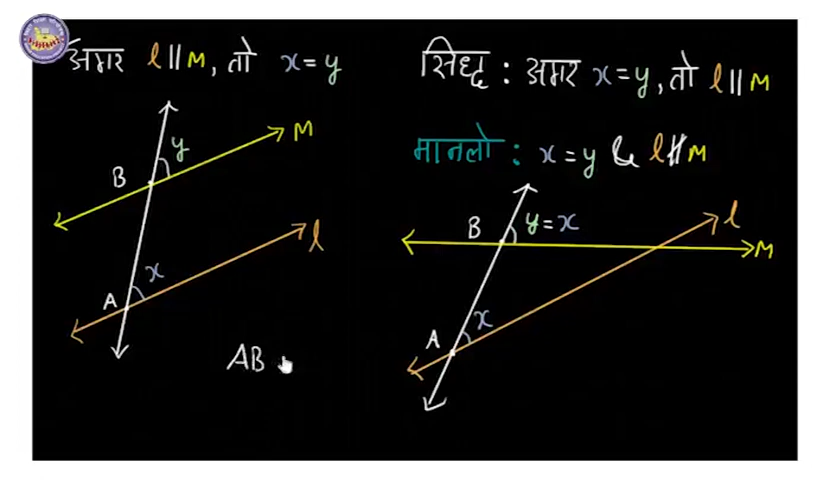 अगर l || M, तो x = y
सिद्ध : अगर x = y, तो l || M
मानलो : x = y & l ∦ M
M
y
B
l
x
A
AB
l
B
y = x
M
A
x